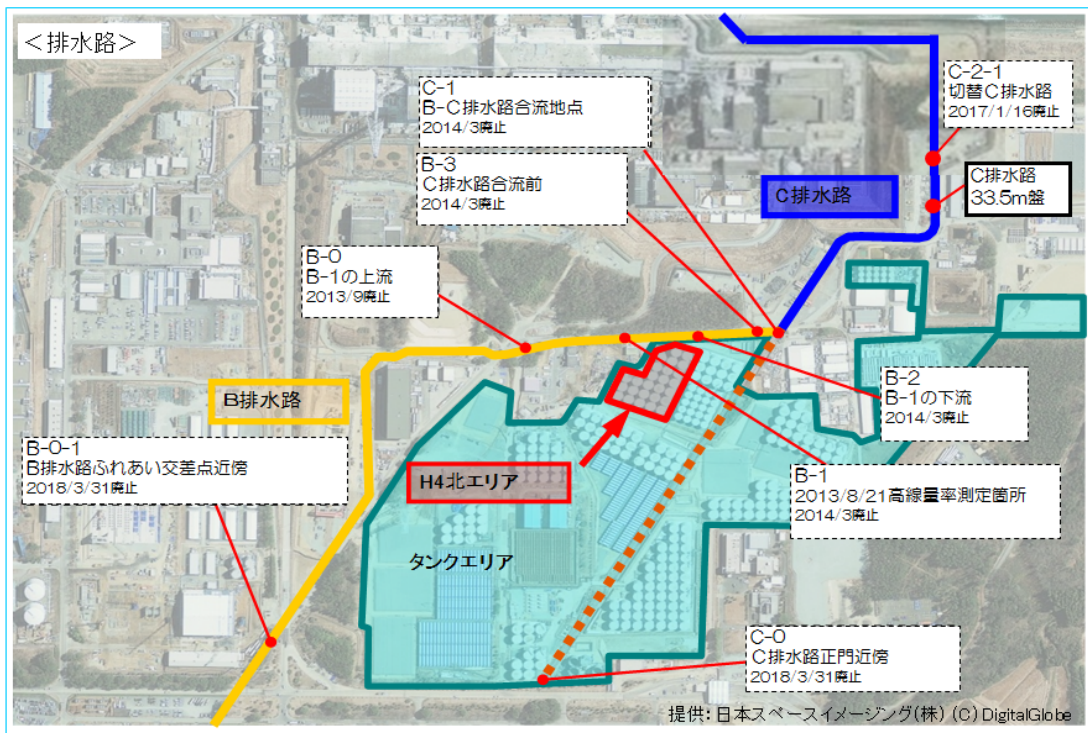 <排水路>
C-1
B-C排水路合流地点
2014/3廃止
B-3
C排水路合流前
2014/3廃止
C-2-1
切替C排水路
2017/1/16廃止
C排水路
33.5m盤
C排水路
B-0
B-1の上流
2013/9廃止
B排水路
B-2
B-1の下流
2014/3廃止
B-0-1
B排水路ふれあい交差点近傍
2018/3/31廃止
H4北エリア
B-1
2013/8/21高線量率測定箇所
2014/3廃止
タンクエリア
C-0
C排水路正門近傍
2018/3/31廃止
提供:日本スペースイメージング(株) (C)DigitalGlobe